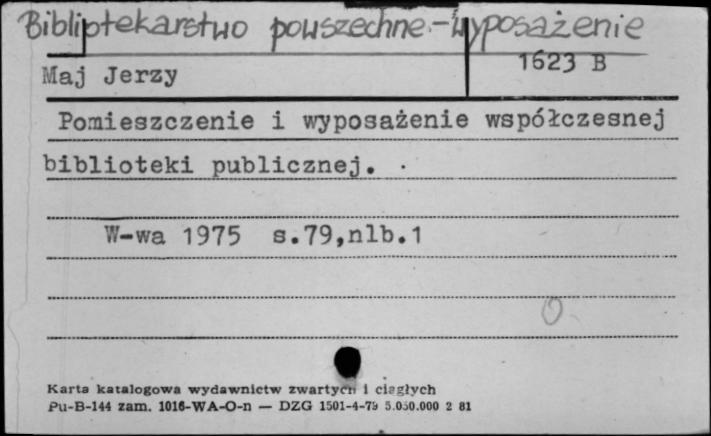 Bibliotekarstwo powszechne - wyposażenie
1623 B
Maj Jerzy
Pomieszczenie i wyposażenie współczesnej
biblioteki publicznej.
W-wa 1975 s.79,nlb.1
Karta katalogowa wydawnictw zwartych i ciągłych
Pu-B-144 zam. 1016-WA-O-n — DZG 1501-4-79 5.050.000 2 81